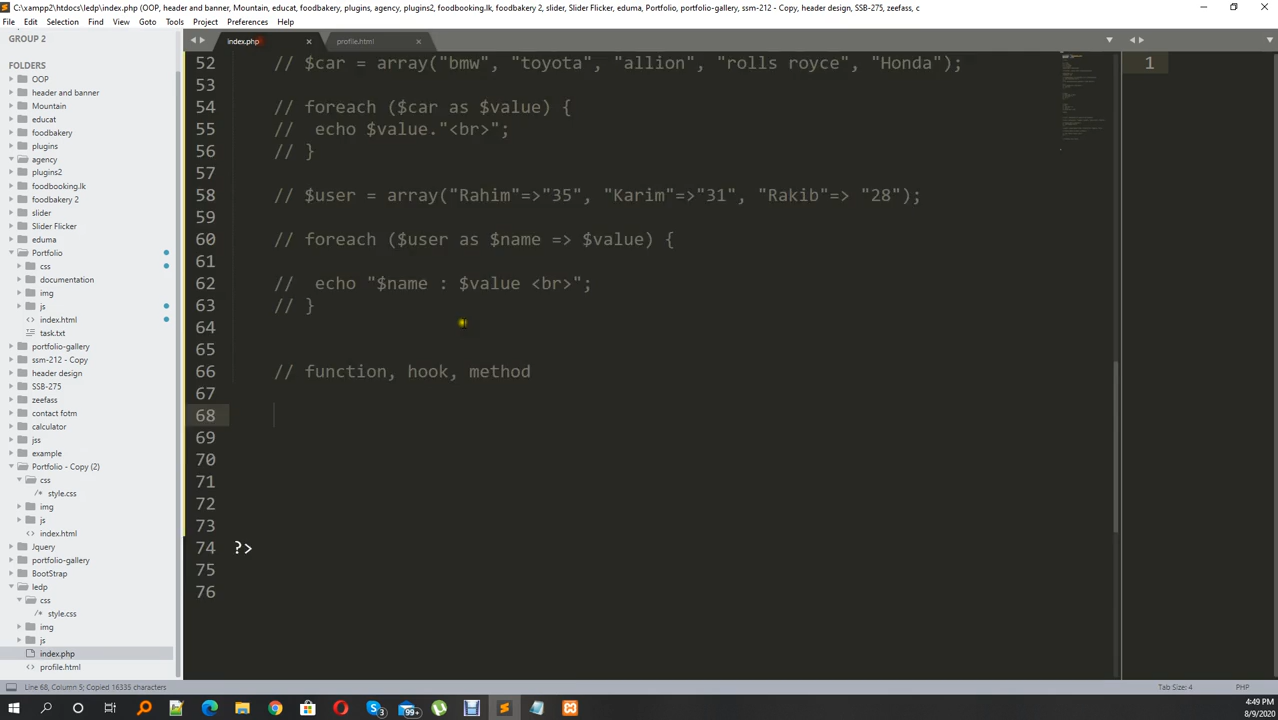 C:\xampp2\htdocs\ledp\index.php (OOP, header and banner, Mountain, educat, foodbakery, plugins, agency, plugins2, foodbooking.lk, foodbakery 2, slider, Slider Flicker, eduma, Portfolio, portfolio-gallery, ssm-212 - Copy, header design, SSB-275, zeefass, c
File Edit Selection Find View Goto Tools Project Preferences Help
GROUP 2
FOLDERS
OOP
header and banner
Mountain
educat
foodbakery
plugins
agency
plugins2
foodbooking.lk
foodbakery 2
slider
Slider Flicker
eduma
Portfolio
css
documentation
img
js
index.html
task.txt
portfolio-gallery
ssm-212 - Copy
header design
SSB-275
zeefass
contact fotm
calculator
jss
example
Portfolio - Copy (2)
css
/* style.css
img
js
index.html
Jquery
portfolio-gallery
BootStrap
ledp
css
/* style.css
img
js
index.php
profile.html
index.php
profile.html
52 // $car = array("bmw", "toyota", "allion", "rolls royce", "Honda");
53
54 // foreach ($car as $value) {
55 //  echo $value."<br>";
56 // }
57
58 // $user = array("Rahim"=>"35", "Karim"=>"31", "Rakib"=> "28");
59
60 // foreach ($user as $name => $value) {
61
62 //  echo "$name : $value <br>";
63 // }
64
65
66 // function, hook, method
67
68
69
70
71
72
73
74 ?>
75
76
1
Line 68, Column 5; Copied 16335 characters
Tab Size: 4
PHP
3
99+
4:49 PM
8/9/2020